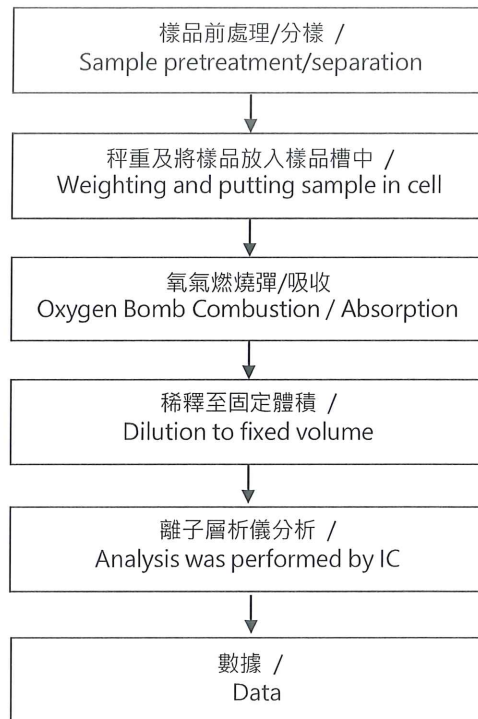 樣品前處理/分樣 /
Sample pretreatment/separation
秤重及將樣品放入樣品槽中 /
Weighting and putting sample in cell
氧氣燃燒彈/吸收
Oxygen Bomb Combustion / Absorption
稀釋至固定體積 /
Dilution to fixed volume
離子層析儀分析 /
Analysis was performed by IC
數據 /
Data